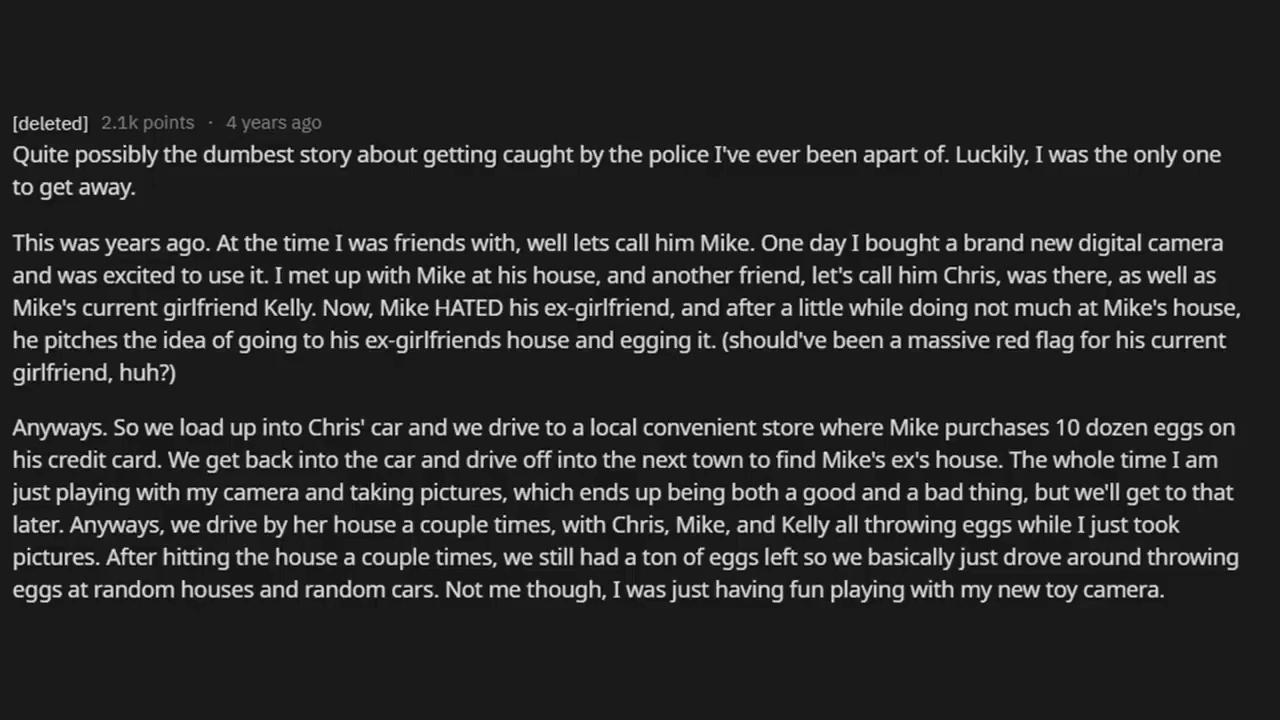 [deleted] 2.1k points · 4 years ago
Quite possibly the dumbest story about getting caught by the police I've ever been apart of. Luckily, I was the only one
to get away.
This was years ago. At the time I was friends with, well lets call him Mike. One day I bought a brand new digital camera
and was excited to use it. I met up with Mike at his house, and another friend, let's call him Chris, was there, as well as
Mike's current girlfriend Kelly. Now, Mike HATED his ex-girlfriend, and after a little while doing not much at Mike's house,
he pitches the idea of going to his ex-girlfriends house and egging it. (should've been a massive red flag for his current
girlfriend, huh?)
Anyways. So we load up into Chris' car and we drive to a local convenient store where Mike purchases 10 dozen eggs on
his credit card. We get back into the car and drive off into the next town to find Mike's ex's house. The whole time I am
just playing with my camera and taking pictures, which ends up being both a good and a bad thing, but we'll get to that
later. Anyways, we drive by her house a couple times, with Chris, Mike, and Kelly all throwing eggs while I just took
pictures. After hitting the house a couple times, we still had a ton of eggs left so we basically just drove around throwing
eggs at random houses and random cars. Not me though, I was just having fun playing with my new toy camera.